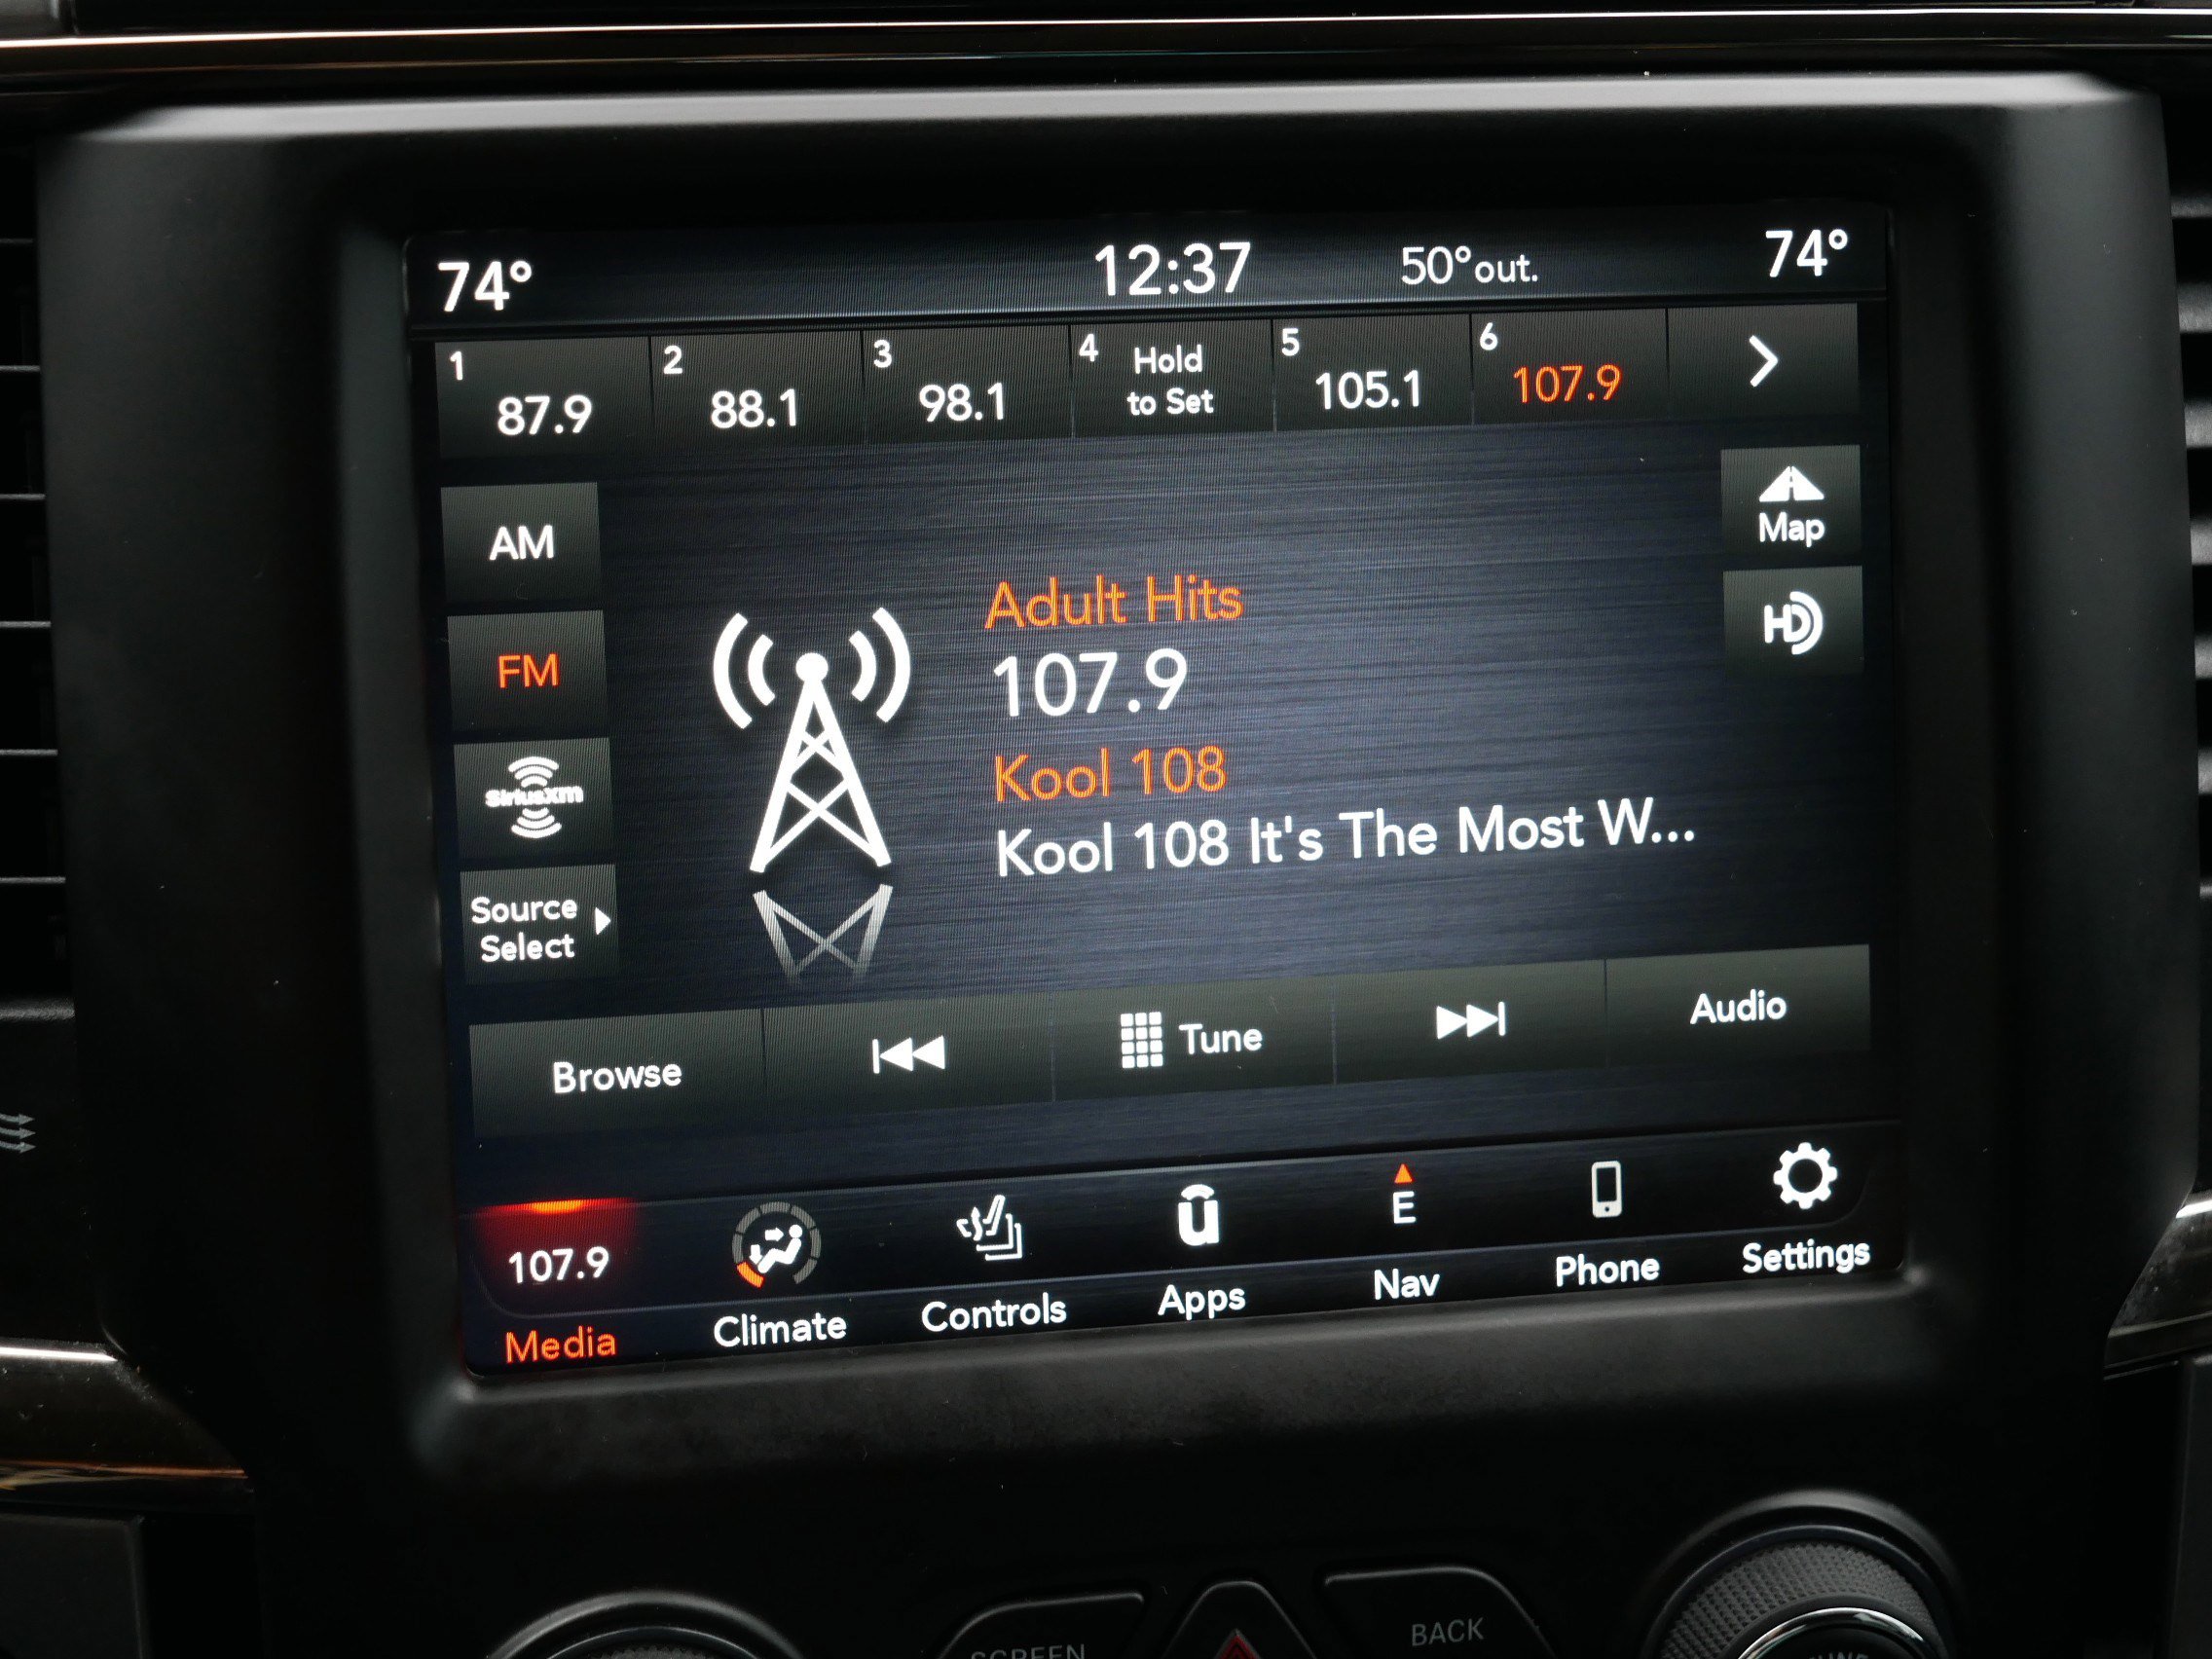 74°
12:37
50°out.
74°
1
87.9
2
88.1
3
98.1
4
Hold
to Set
5
105.1
6
107.9
AM
FM
SiriusXM
Source
Select
Adult Hits
107.9
Kool 108
Kool 108 It's The Most W...
Map
HD
Browse
Tune
Audio
107.9
Media
Climate
Controls
u
Apps
E
Nav
Phone
Settings
SCREEN
BACK